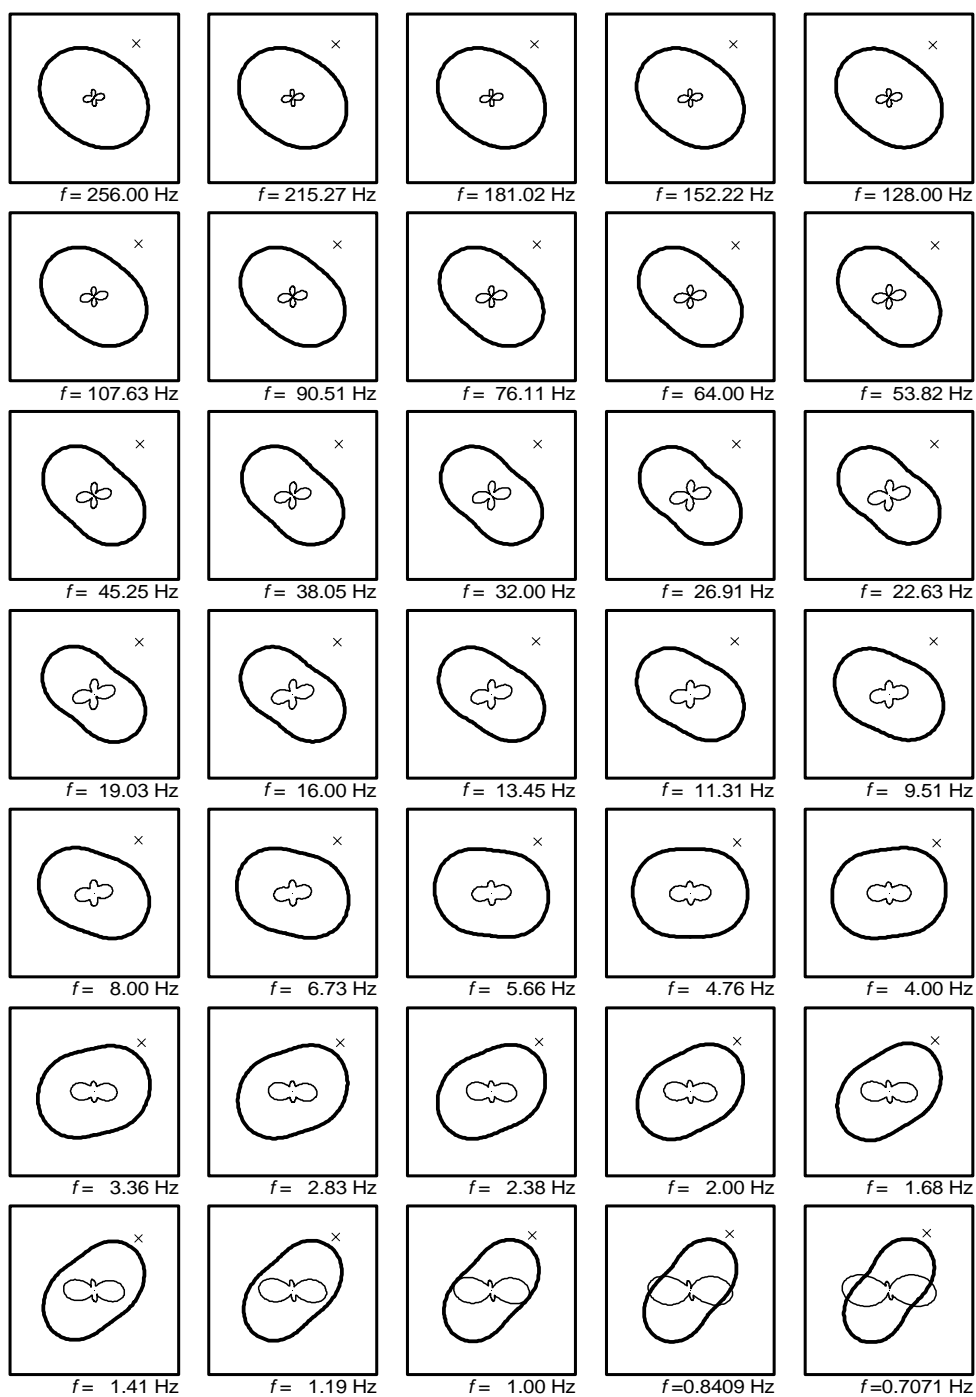 f = 256.00 Hz f = 215.27 Hz f = 181.02 Hz f = 152.22 Hz f = 128.00 Hz
f = 107.63 Hz f = 90.51 Hz f = 76.11 Hz f = 64.00 Hz f = 53.82 Hz
f = 45.25 Hz f = 38.05 Hz f = 32.00 Hz f = 26.91 Hz f = 22.63 Hz
f = 19.03 Hz f = 16.00 Hz f = 13.45 Hz f = 11.31 Hz f = 9.51 Hz
f = 8.00 Hz f = 6.73 Hz f = 5.66 Hz f = 4.76 Hz f = 4.00 Hz
f = 3.36 Hz f = 2.83 Hz f = 2.38 Hz f = 2.00 Hz f = 1.68 Hz
f = 1.41 Hz f = 1.19 Hz f = 1.00 Hz f=0.8409 Hz f=0.7071 Hz